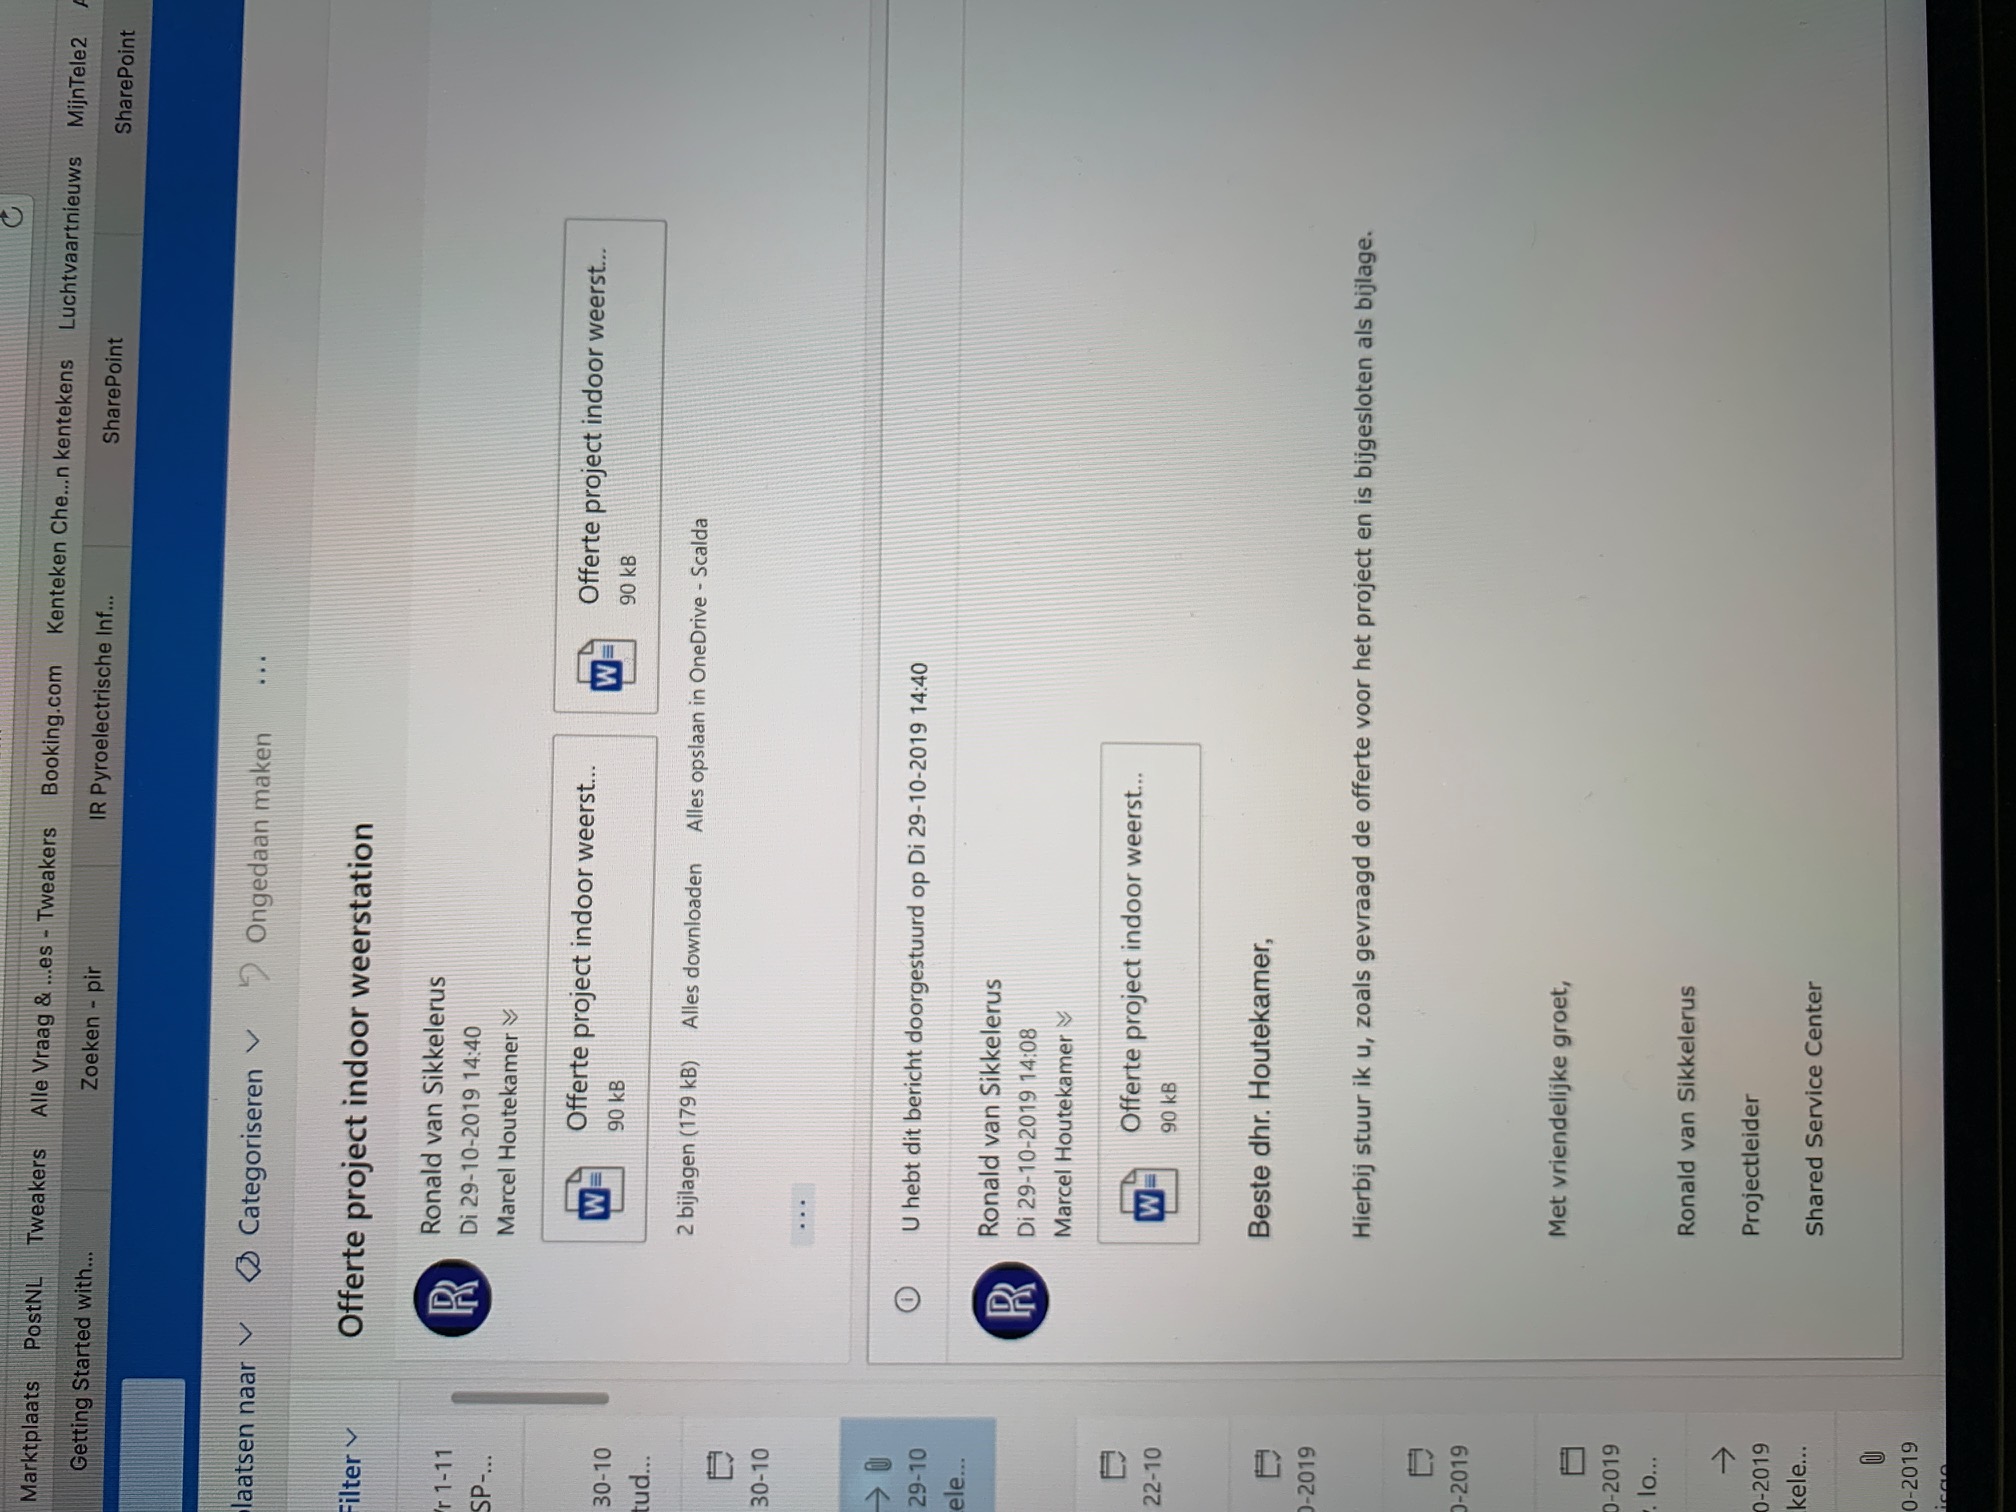 Marktplaats PostNL Tweakers Alle Vraag & ...es - Tweakers Booking.com Kenteken Che...n kentekens Luchtvaartnieuws MijnTele2
Getting Started with... Zoeken - pir IR Pyroelectrische Inf... SharePoint SharePoint
laatsen naar Categoriseren Ongedaan maken ...
Filter
Offerte project indoor weerstation
r 1-11
SP-...
Ronald van Sikkelerus
Di 29-10-2019 14:40
Marcel Houtekamer
Offerte project indoor weerst... Offerte project indoor weerst...
90 kB 90 kB
30-10
tud...
2 bijlagen (179 kB) Alles downloaden Alles opslaan in OneDrive - Scalda
30-10
...
29-10
ele...
U hebt dit bericht doorgestuurd op Di 29-10-2019 14:40
Ronald van Sikkelerus
Di 29-10-2019 14:08
Marcel Houtekamer
Offerte project indoor weerst...
90 kB
22-10
Beste dhr. Houtekamer,
0-2019
Hierbij stuur ik u, zoals gevraagd de offerte voor het project en is bijgesloten als bijlage.
0-2019
Met vriendelijke groet,
0-2019
. lo...
Ronald van Sikkelerus
Projectleider
0-2019
kele...
Shared Service Center
0-2019